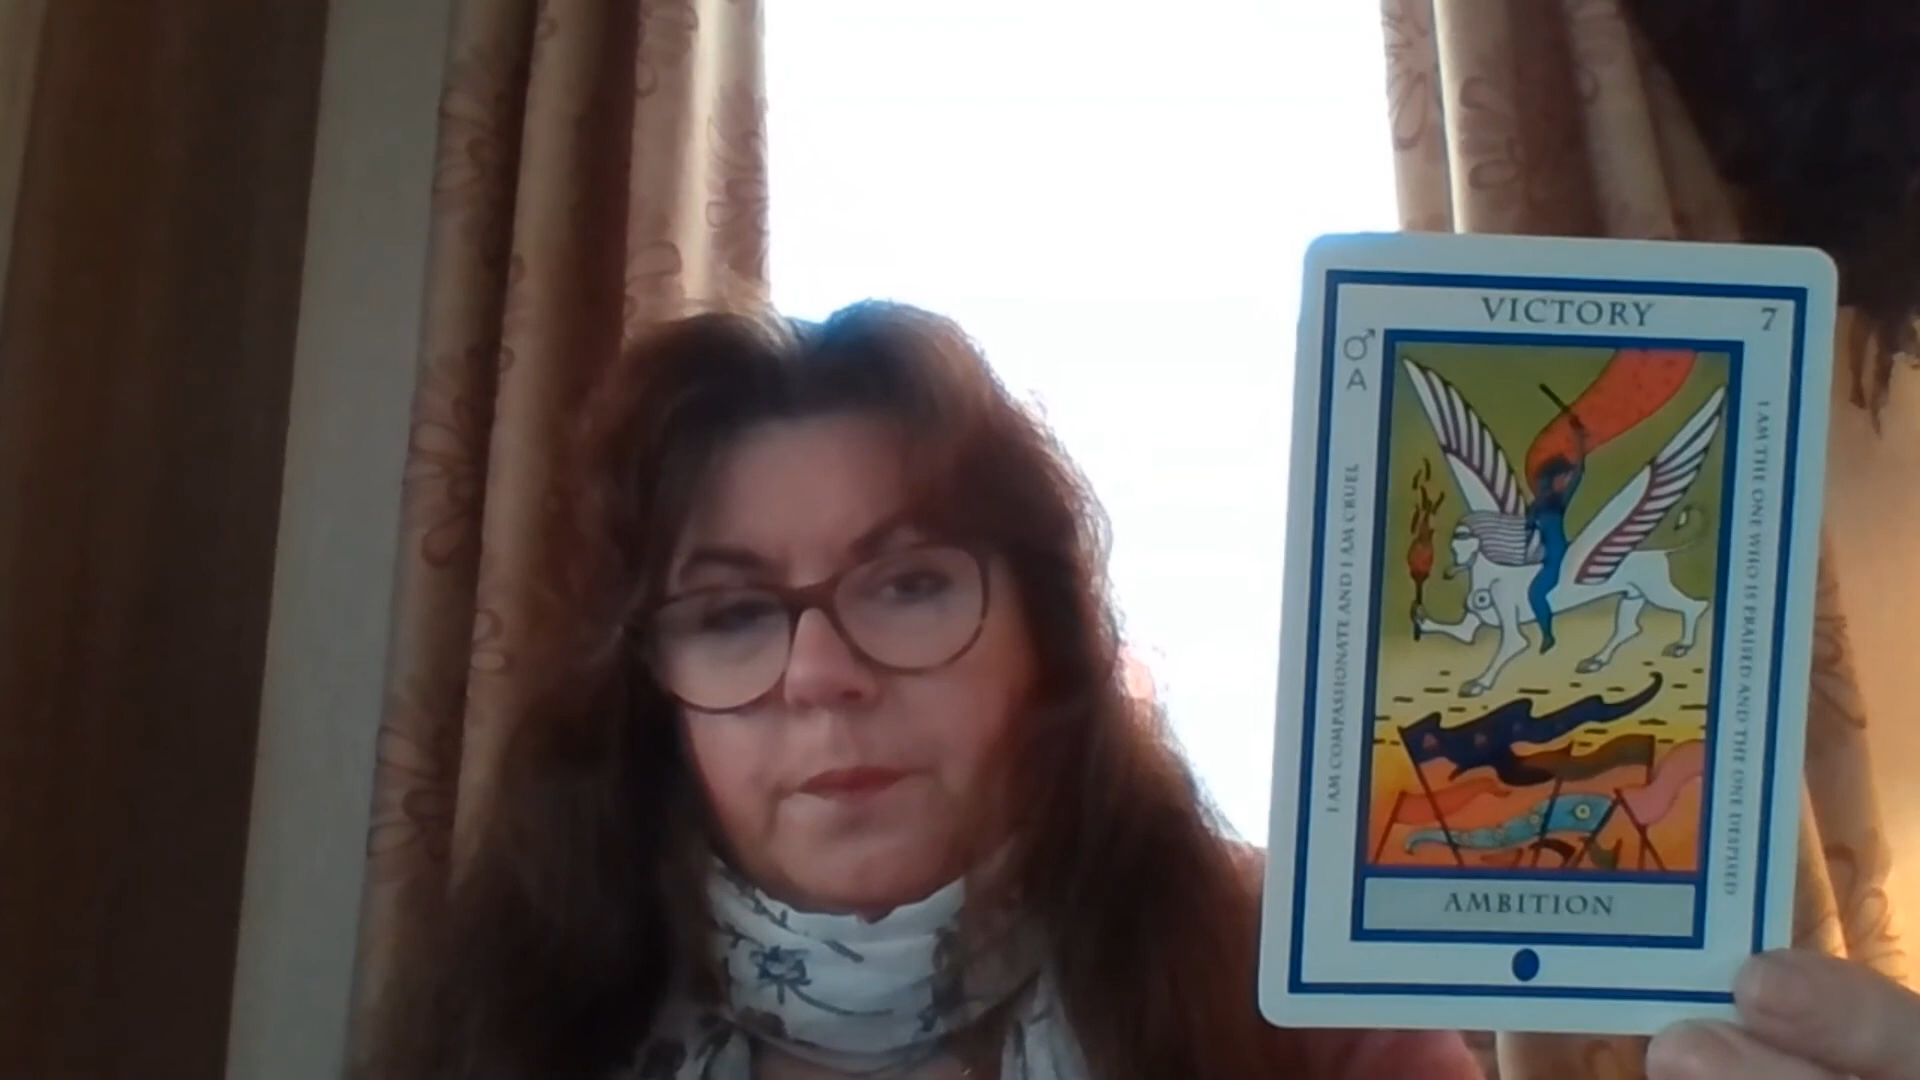 VICTORY 7
♂
A
I AM COMPASSIONATE AND I AM CRUEL
I AM THE ONE WHO IS PRAISED AND THE ONE DESPISED
AMBITION